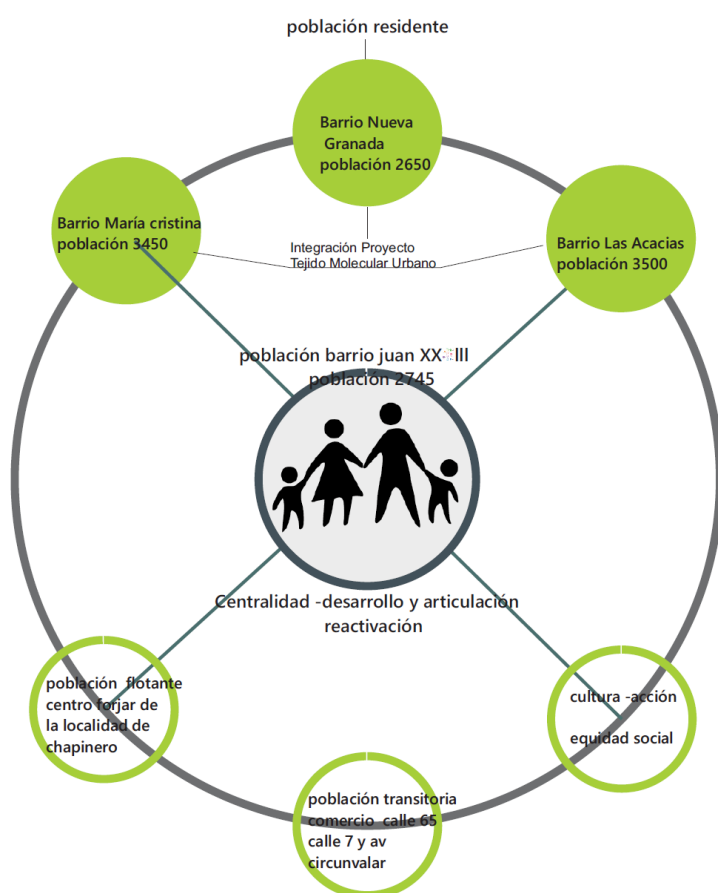 población residente
Barrio Nueva
Granada
población 2650
Barrio María cristina
población 3450
Integración Proyecto
Tejido Molecular Urbano
Barrio Las Acacias
población 3500
población barrio juan XXIII
población 2745
Centralidad -desarrollo y articulación
reactivación
población flotante
centro forjar de
la localidad de
chapinero
cultura -acción
equidad social
población transitoria
comercio calle 65
calle 7 y av
circunvalar